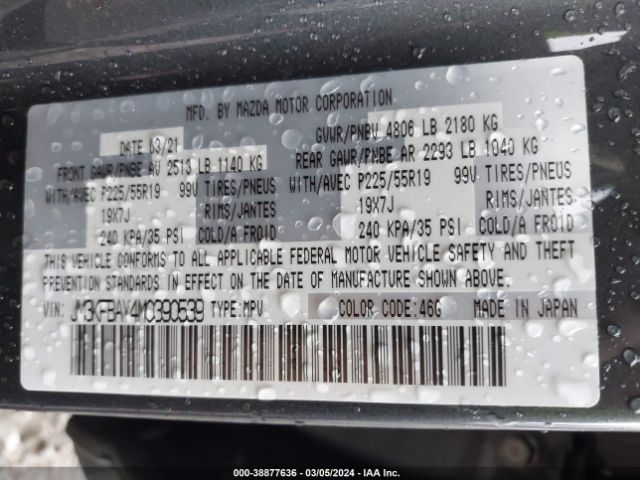 MFD. BY MAZDA MOTOR CORPORATION
DATE 03/21 GVWR/PNBV 4806 LB 2180 KG
FRONT GAWR/PNBE AV 2513 LB 1140 KG REAR GAWR/PNBE AR 2293 LB 1040 KG
WITH/AVEC P225/55R19 99V TIRES/PNEUS WITH/AVEC P225/55R19 99V TIRES/PNEUS
19X7J RIMS/JANTES 19X7J RIMS/JANTES
240 KPA/35 PSI COLD/A FROID 240 KPA/35 PSI COLD/A FROID
THIS VEHICLE CONFORMS TO ALL APPLICABLE FEDERAL MOTOR VEHICLE SAFETY AND THEFT
PREVENTION STANDARDS IN EFFECT ON THE DATE OF MANUFACTURE SHOWN ABOVE.
VIN: JM3KFBAY4M0390539 TYPE:MPV COLOR CODE:46G MADE IN JAPAN
000-38877636 - 03/05/2024 - IAA Inc.